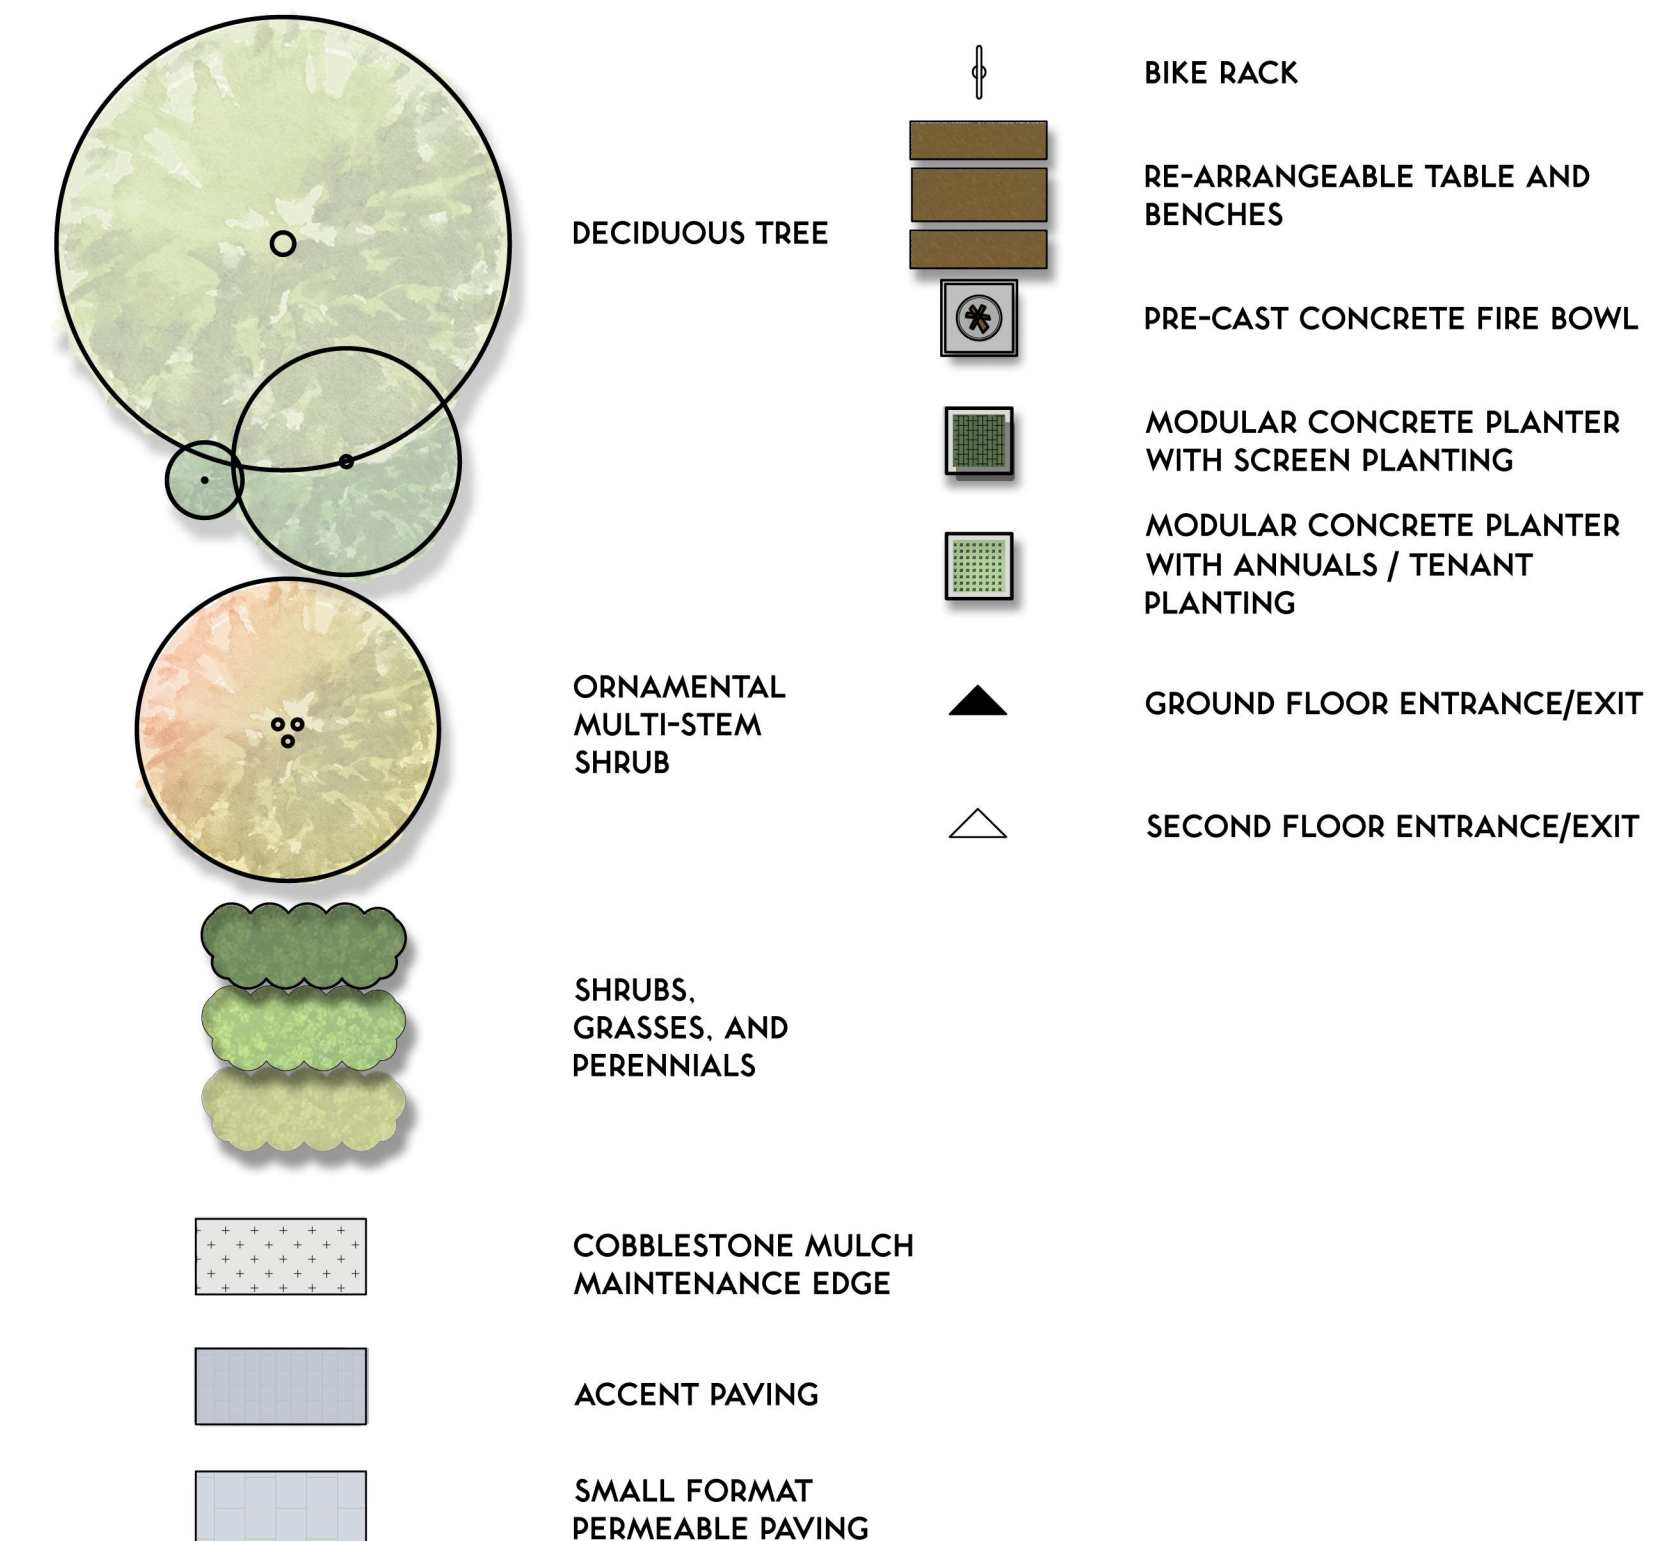 DECIDUOUS TREE
ORNAMENTAL
MULTI-STEM
SHRUB
SHRUBS,
GRASSES, AND
PERENNIALS
COBBLESTONE MULCH
MAINTENANCE EDGE
ACCENT PAVING
SMALL FORMAT
PERMEABLE PAVING
BIKE RACK
RE-ARRANGEABLE TABLE AND
BENCHES
PRE-CAST CONCRETE FIRE BOWL
MODULAR CONCRETE PLANTER
WITH SCREEN PLANTING
MODULAR CONCRETE PLANTER
WITH ANNUALS / TENANT
PLANTING
GROUND FLOOR ENTRANCE/EXIT
SECOND FLOOR ENTRANCE/EXIT